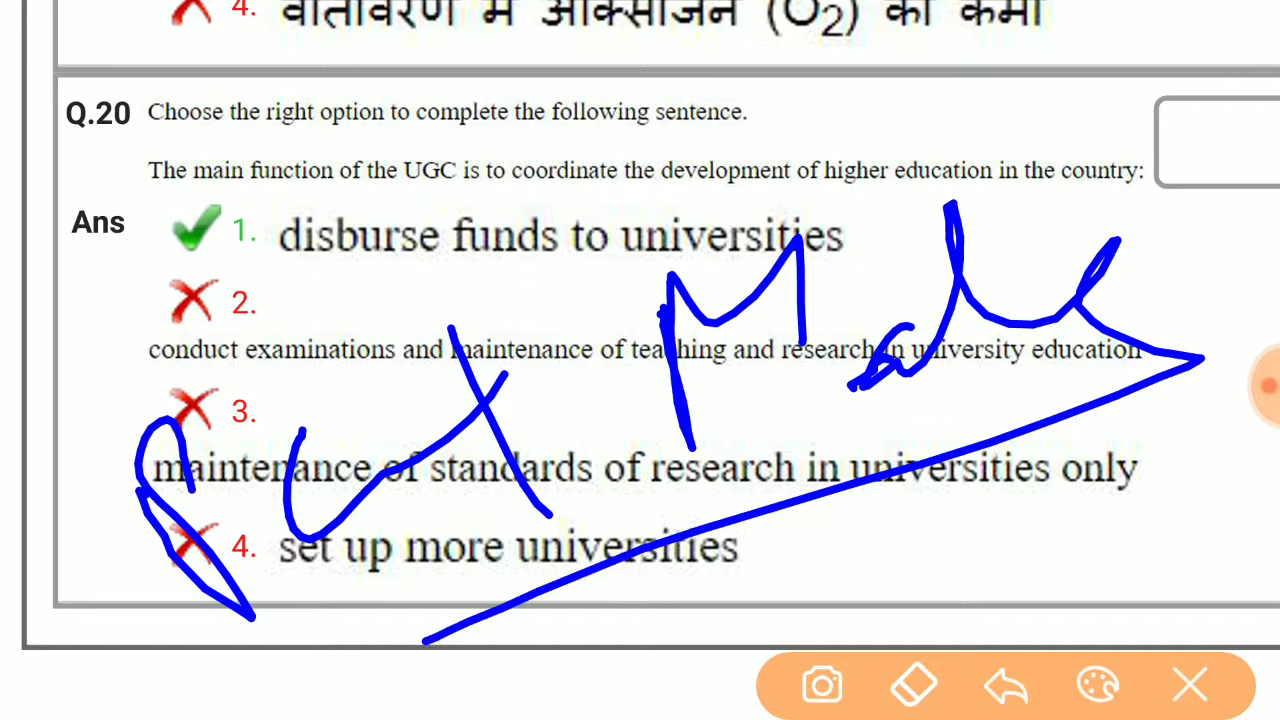 4. वातावरण में ऑक्सीजन (O2) की कमी
Q.20 Choose the right option to complete the following sentence.
The main function of the UGC is to coordinate the development of higher education in the country:
Ans 1. disburse funds to universities
2.
conduct examinations and maintenance of teaching and research in university education
3.
maintenance of standards of research in universities only
4. set up more universities